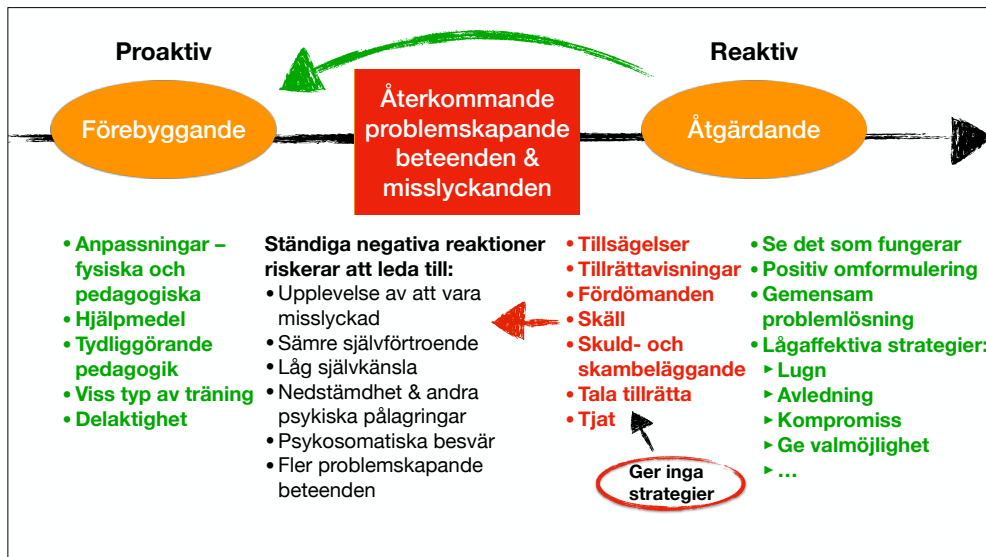 Proaktiv
Reaktiv
Förebyggande
Återkommande
problemskapande
beteenden &
misslyckanden
Åtgärdande
• Anpassningar –
fysiska och
pedagogiska
• Hjälpmedel
• Tydliggörande
pedagogik
• Viss typ av träning
• Delaktighet
Ständiga negativa reaktioner
riskerar att leda till:
• Upplevelse av att vara
misslyckad
• Sämre självförtroende
• Låg självkänsla
• Nedstämdhet & andra
psykiska pålagringar
• Psykosomatiska besvär
• Fler problemskapande
beteenden
• Tillsägelser
• Tillrättavisningar
• Fördömanden
• Skäll
• Skuld- och
skambeläggande
• Tala tillrätta
• Tjat
Ger inga
strategier
• Se det som fungerar
• Positiv omformulering
• Gemensam
problemlösning
• Lågaffektiva strategier:
▸ Lugn
▸ Avledning
▸ Kompromiss
▸ Ge valmöjlighet
▸ …